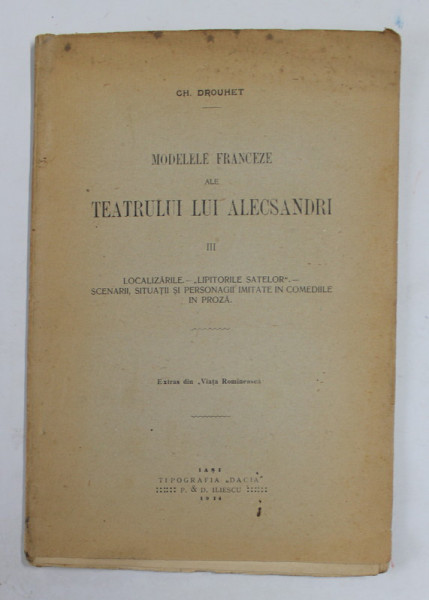 CH. DROUHET
MODELELE FRANCEZE
ALE
TEATRULUI LUI ALECSANDRI
III
LOCALIZĂRILE.- „LIPITORILE SATELOR“.—
SCENARII, SITUAȚII ȘI PERSONAGII IMITATE IN COMEDIILE
IN PROZĂ.
Extras din „Viața Romînească
IAȘI
TIPOGRAFIA „DACIA“
P. & D. ILIESCU